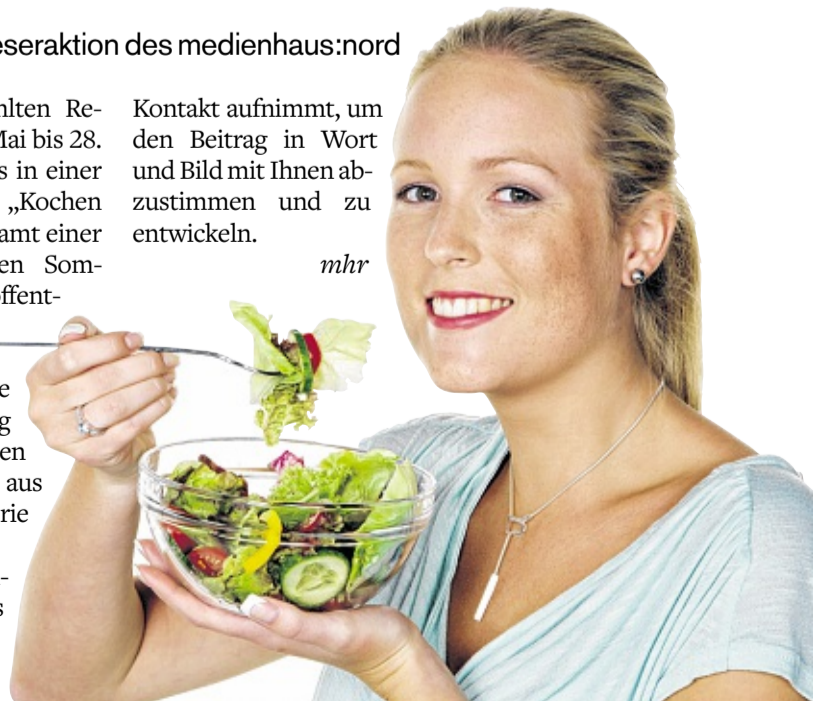 eseraktion des medienhaus:nord
hlten Re-
Mai bis 28.
s in einer
„Kochen
amt einer
en Som-
öffent-
e
g
en
aus
rie
-
s
Kontakt aufnimmt, um
den Beitrag in Wort
und Bild mit Ihnen ab-
zustimmen und zu
entwickeln.
mhr